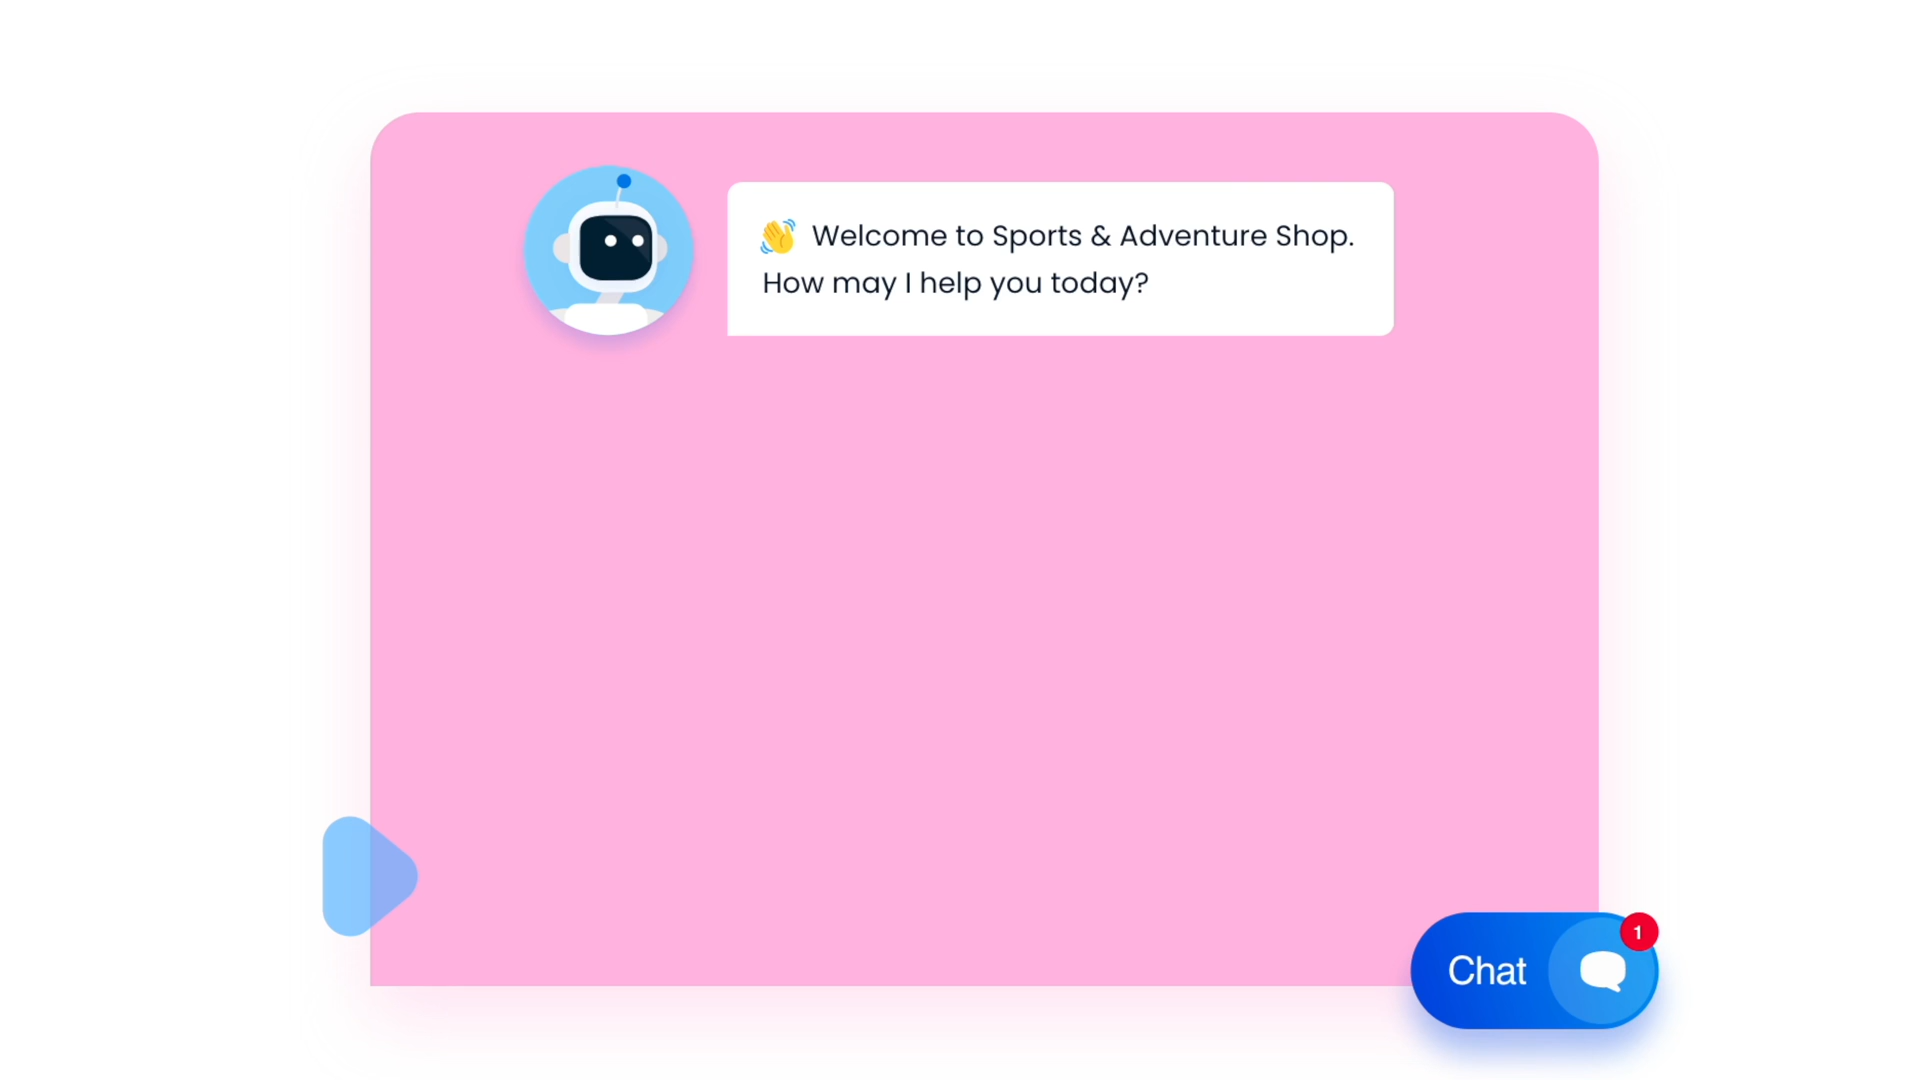 👋 Welcome to Sports & Adventure Shop.
How may I help you today?
1
Chat